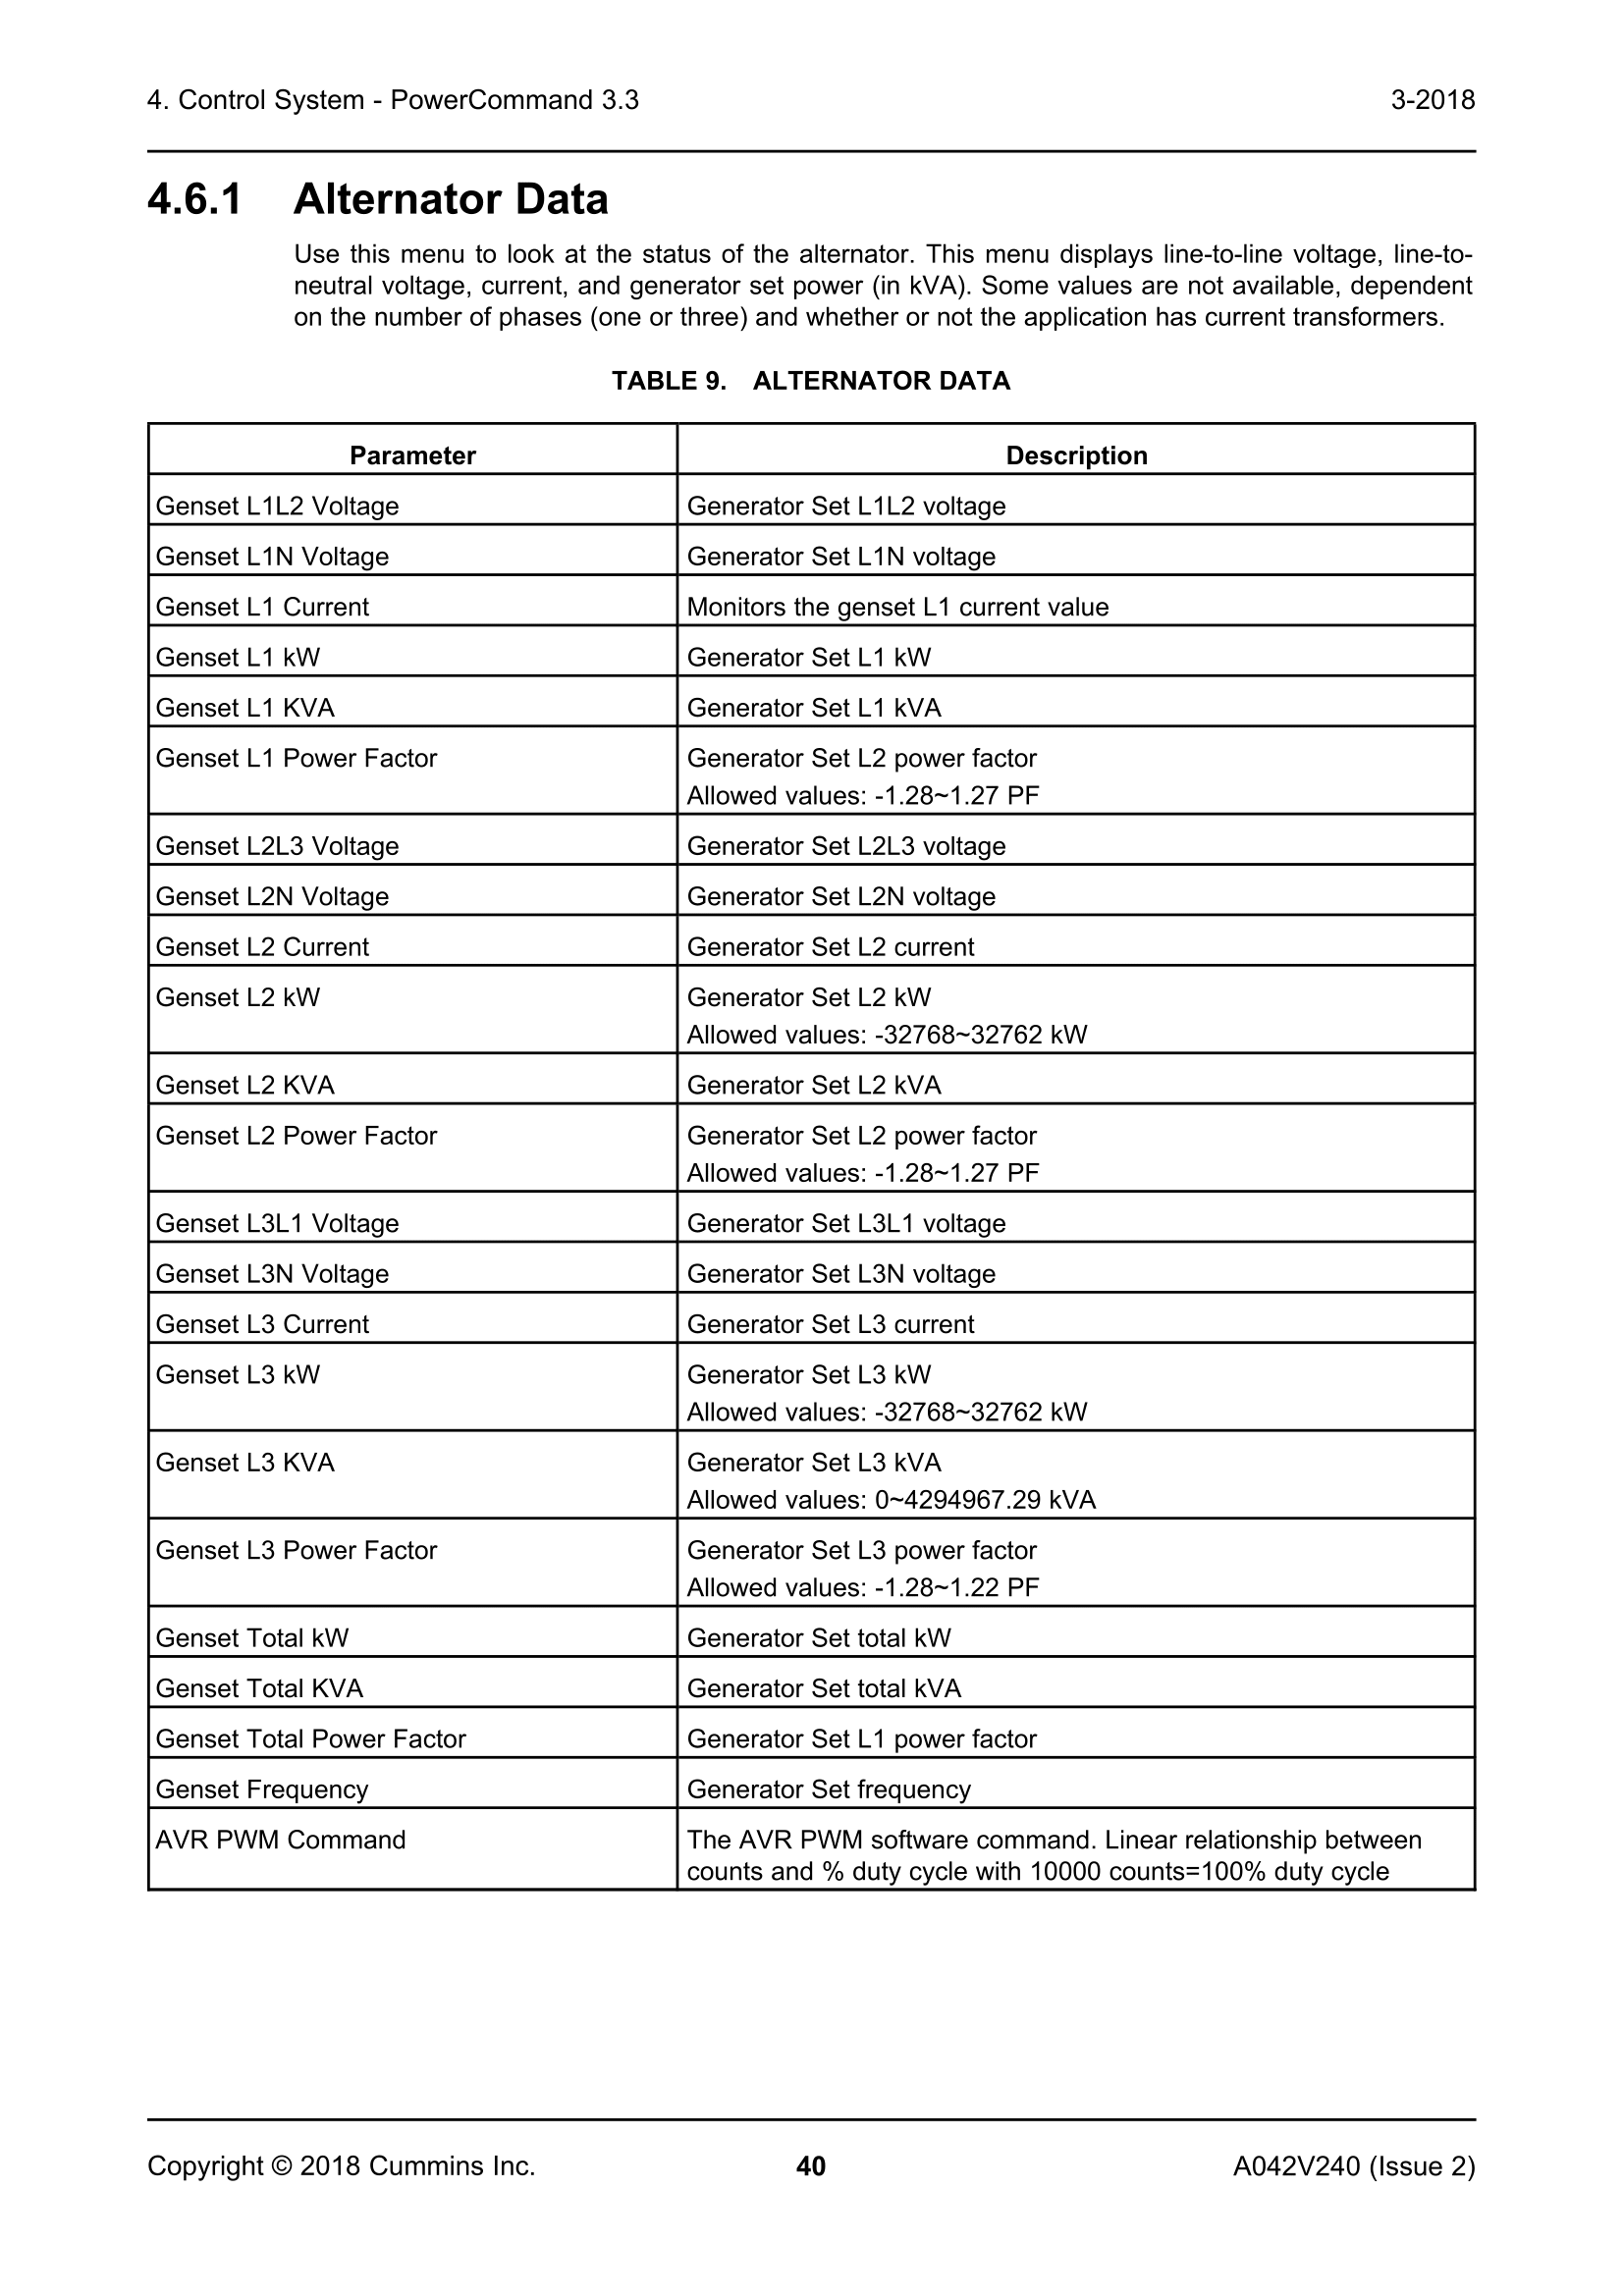 4. Control System - PowerCommand 3.3 3-2018
4.6.1 Alternator Data
Use this menu to look at the status of the alternator. This menu displays line-to-line voltage, line-to-
neutral voltage, current, and generator set power (in kVA). Some values are not available, dependent
on the number of phases (one or three) and whether or not the application has current transformers.
TABLE 9. ALTERNATOR DATA
Parameter Description
Genset L1L2 Voltage Generator Set L1L2 voltage
Genset L1N Voltage Generator Set L1N voltage
Genset L1 Current Monitors the genset L1 current value
Genset L1 kW Generator Set L1 kW
Genset L1 KVA Generator Set L1 kVA
Genset L1 Power Factor Generator Set L2 power factor
Allowed values: -1.28~1.27 PF
Genset L2L3 Voltage Generator Set L2L3 voltage
Genset L2N Voltage Generator Set L2N voltage
Genset L2 Current Generator Set L2 current
Genset L2 kW Generator Set L2 kW
Allowed values: -32768~32762 kW
Genset L2 KVA Generator Set L2 kVA
Genset L2 Power Factor Generator Set L2 power factor
Allowed values: -1.28~1.27 PF
Genset L3L1 Voltage Generator Set L3L1 voltage
Genset L3N Voltage Generator Set L3N voltage
Genset L3 Current Generator Set L3 current
Genset L3 kW Generator Set L3 kW
Allowed values: -32768~32762 kW
Genset L3 KVA Generator Set L3 kVA
Allowed values: 0~4294967.29 kVA
Genset L3 Power Factor Generator Set L3 power factor
Allowed values: -1.28~1.22 PF
Genset Total kW Generator Set total kW
Genset Total KVA Generator Set total kVA
Genset Total Power Factor Generator Set L1 power factor
Genset Frequency Generator Set frequency
AVR PWM Command The AVR PWM software command. Linear relationship between
counts and % duty cycle with 10000 counts=100% duty cycle
Copyright © 2018 Cummins Inc. 40 A042V240 (Issue 2)